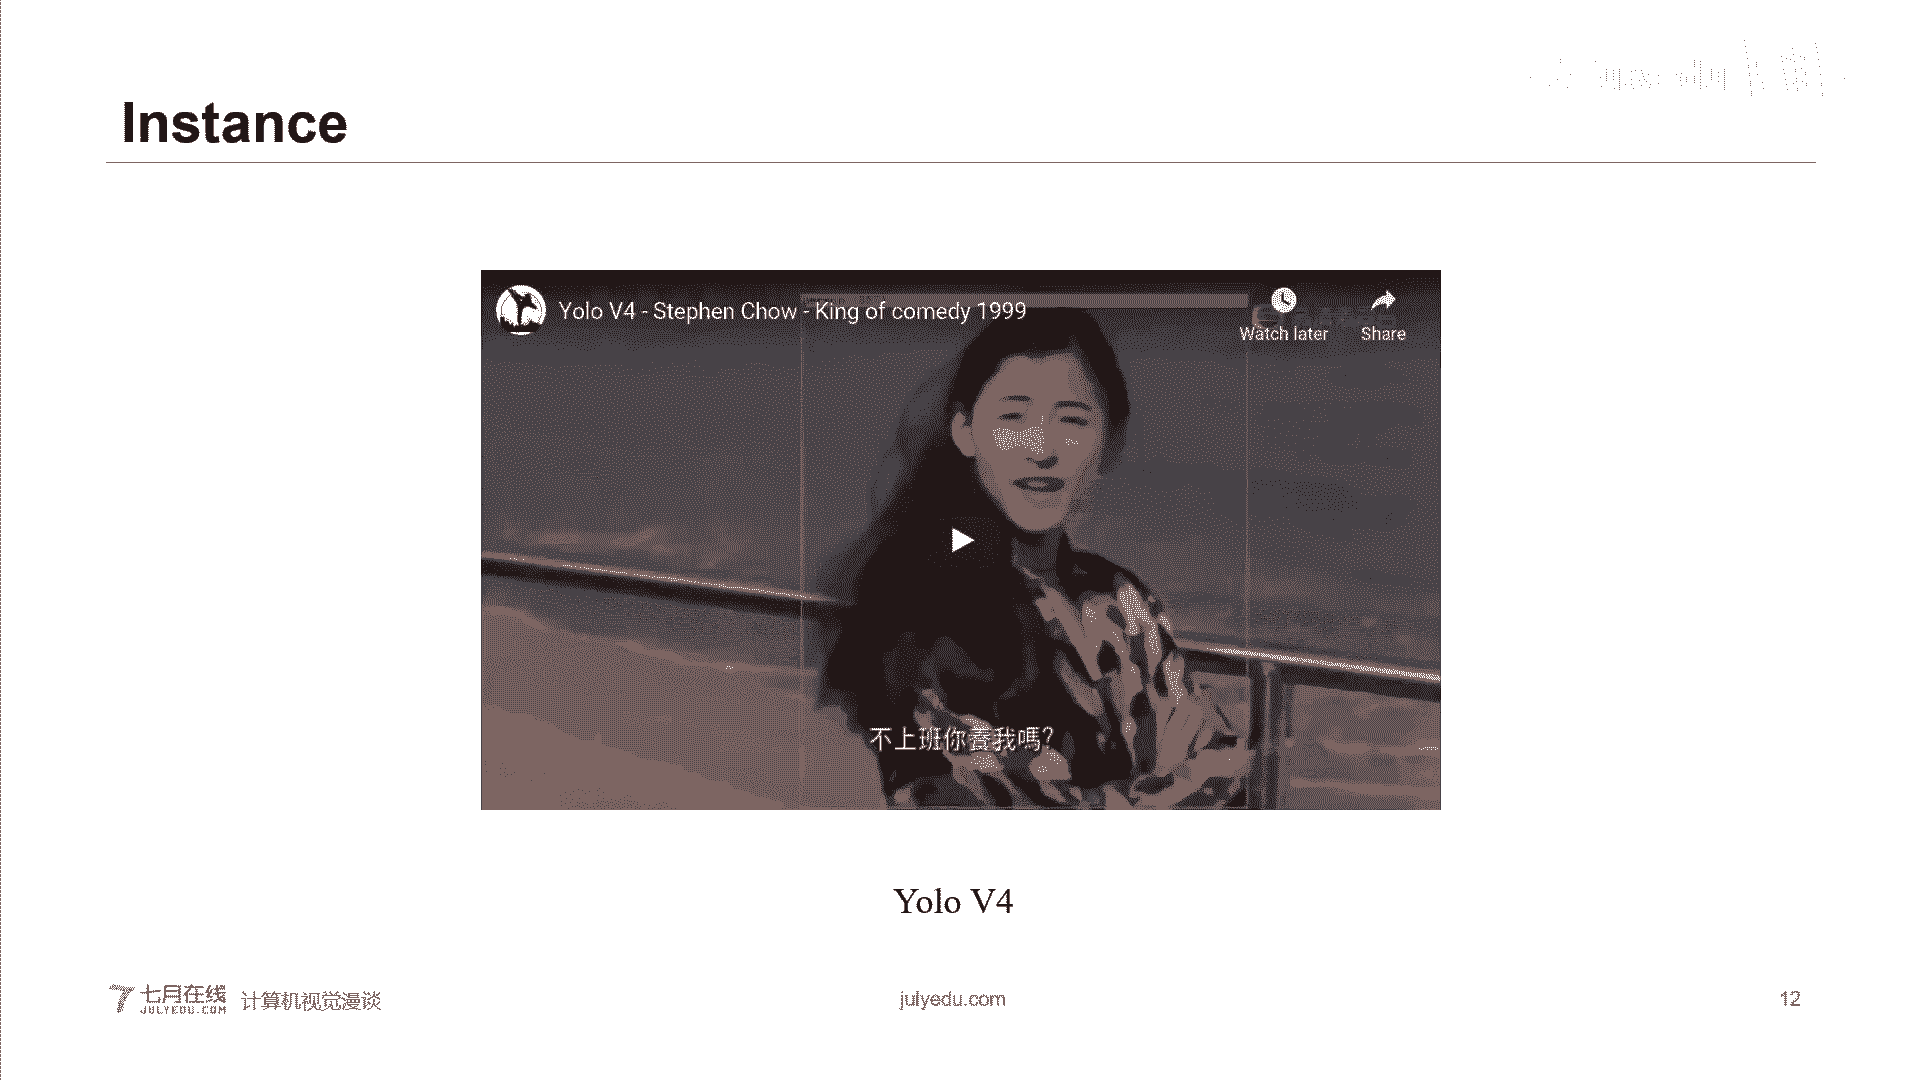 Instance
Yolo V4 - Stephen Chow - King of comedy 1999
Watch later
Share
不上班你養我嗎?
Yolo V4
七月在线
JULYEDU.COM
计算机视觉漫谈
julyedu.com
12